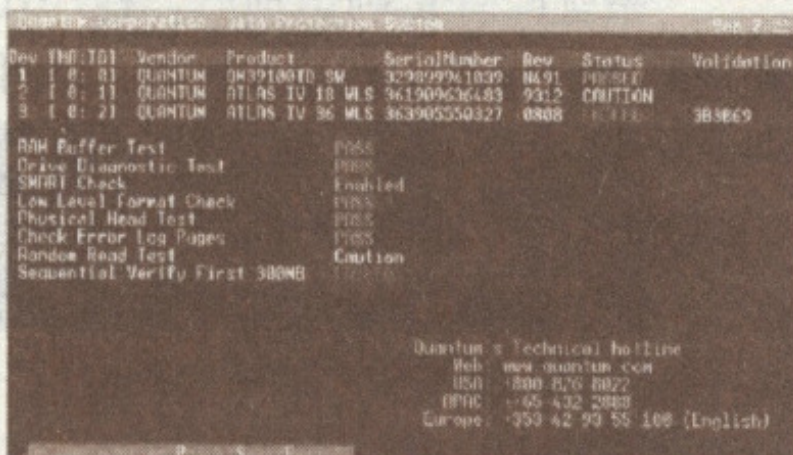 Quantum Corporation Data Protection System
Dev [HA:ID] Vendor Product SerialNumber Rev Status Validation
1 [ 0: 0] QUANTUM QM39100TD SW 329899941039 N491 PASSED
2 [ 0: 1] QUANTUM ATLAS IV 18 WLS 361909636483 9312 CAUTION
3 [ 0: 2] QUANTUM ATLAS IV 36 WLS 363905550327 0808 3B3B69
RAM Buffer Test PASS
Drive Diagnostic Test PASS
SMART Check Enabled
Low Level Format Check PASS
Physical Head Test PASS
Check Error Log Pages PASS
Random Read Test Caution
Sequential Verify First 300MB
Quantum's Technical hotline
Web www.quantum.com
USA +800 826 8022
APAC +65 432 2888
Europe: +353 42 93 55 100 (English)